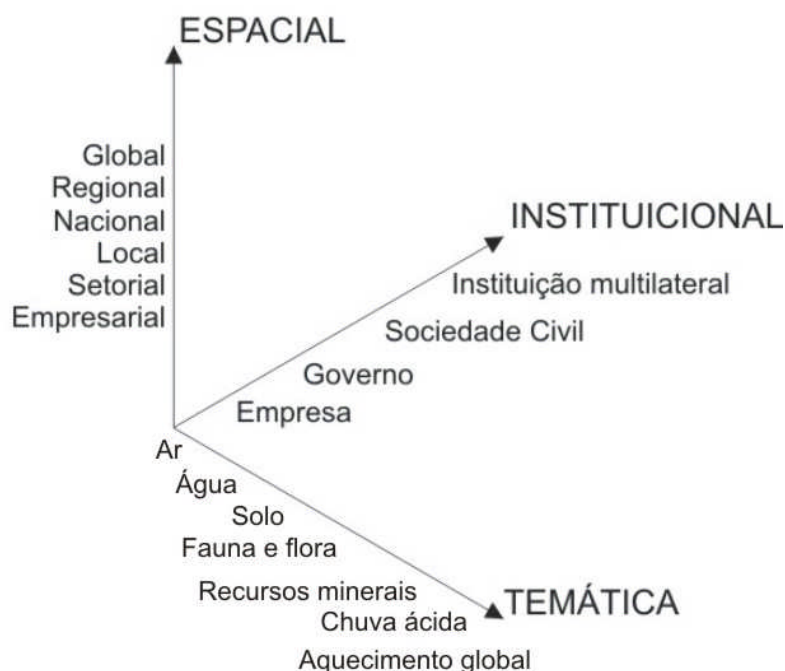 ESPACIAL
Global
Regional
Nacional
Local
Setorial
Empresarial
INSTITUICIONAL
Instituição multilateral
Sociedade Civil
Governo
Empresa
Ar
Água
Solo
Fauna e flora
Recursos minerais
Chuva ácida
TEMÁTICA
Aquecimento global